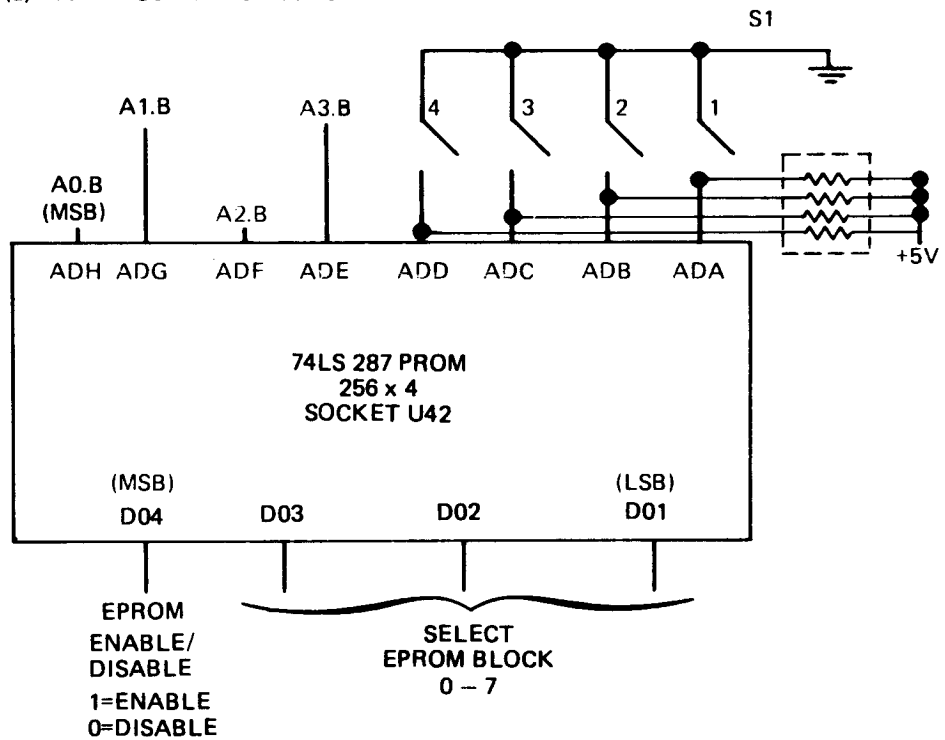 S1
A1.B
A3.B
4
3
2
1
A0.B
(MSB)
A2.B
+5V
ADH ADG ADF ADE ADD ADC ADB ADA
74LS 287 PROM
256 x 4
SOCKET U42
(MSB)
(LSB)
D04 D03 D02 D01
EPROM
ENABLE/
DISABLE
1=ENABLE
0=DISABLE
SELECT
EPROM BLOCK
0 – 7